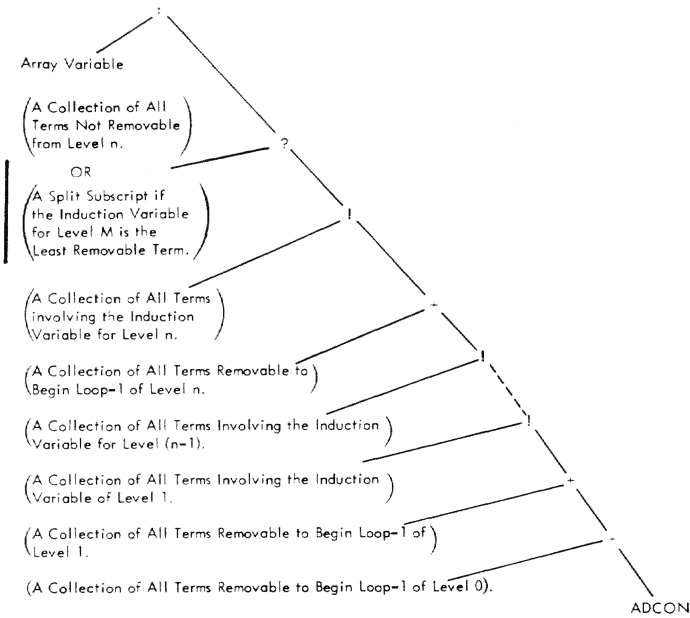 :
Array Variable
(A Collection of All
Terms Not Removable
from Level n.)
?
OR
(A Split Subscript if
the Induction Variable
for Level M is the
Least Removable Term.)
!
(A Collection of All Terms
involving the Induction
Variable for Level n.)
+
(A Collection of All Terms Removable to
Begin Loop-1 of Level n.)
!
(A Collection of All Terms Involving the Induction
Variable for Level (n-1).)
!
(A Collection of All Terms Involving the Induction
Variable of Level 1.)
+
(A Collection of All Terms Removable to Begin Loop-1 of
Level 1.)
(A Collection of All Terms Removable to Begin Loop-1 of Level 0).
ADCON